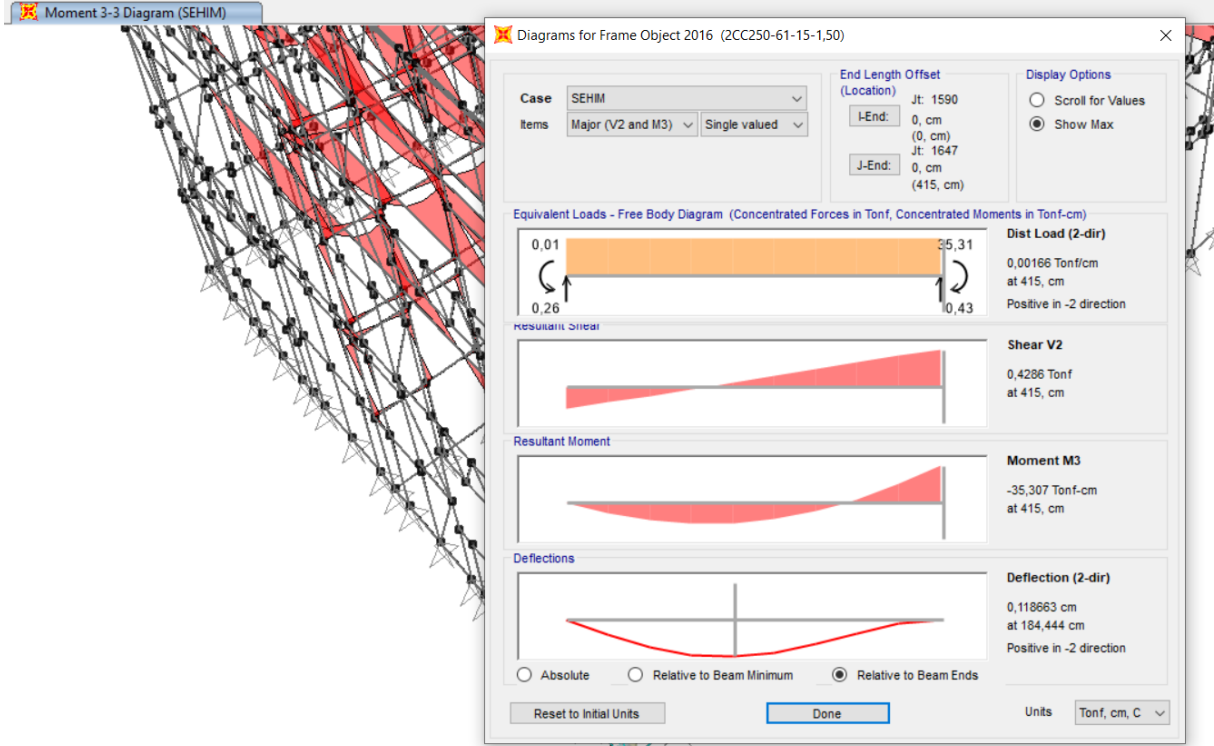 Moment 3-3 Diagram (SEHIM)
Diagrams for Frame Object 2016 (2CC250-61-15-1,50)
Case SEHIM
Items Major (V2 and M3) Single valued
End Length Offset
(Location)
Jt: 1590
I-End: 0, cm
(0, cm)
Jt: 1647
J-End: 0, cm
(415, cm)
Display Options
Scroll for Values
Show Max
Equivalent Loads - Free Body Diagram (Concentrated Forces in Tonf, Concentrated Moments in Tonf-cm)
0,01 35,31
0,26 0,43
Dist Load (2-dir)
0,00166 Tonf/cm
at 415, cm
Positive in -2 direction
Resultant Shear
Shear V2
0,4286 Tonf
at 415, cm
Resultant Moment
Moment M3
-35,307 Tonf-cm
at 415, cm
Deflections
Deflection (2-dir)
0,118663 cm
at 184,444 cm
Positive in -2 direction
Absolute Relative to Beam Minimum Relative to Beam Ends
Reset to Initial Units Done Units Tonf, cm, C